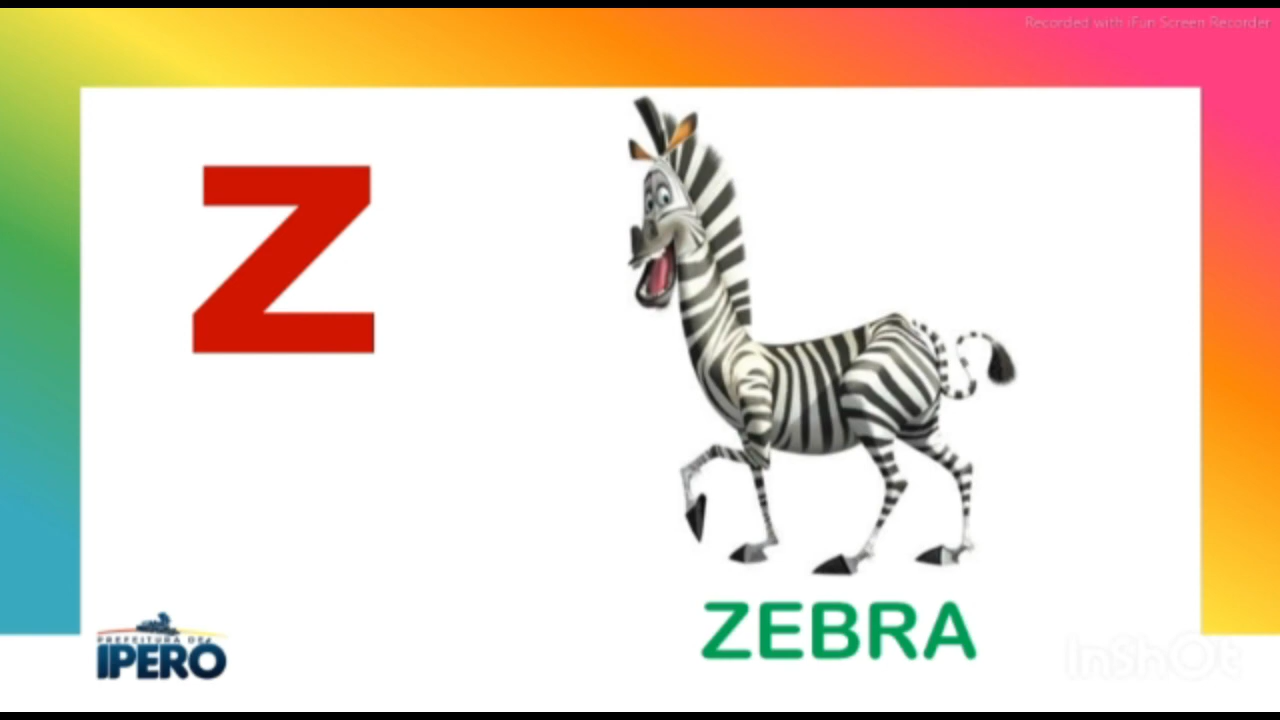 Recorded with iFun Screen Recorder
Z
ZEBRA
PREFEITURA DE
IPERÓ
InShOt